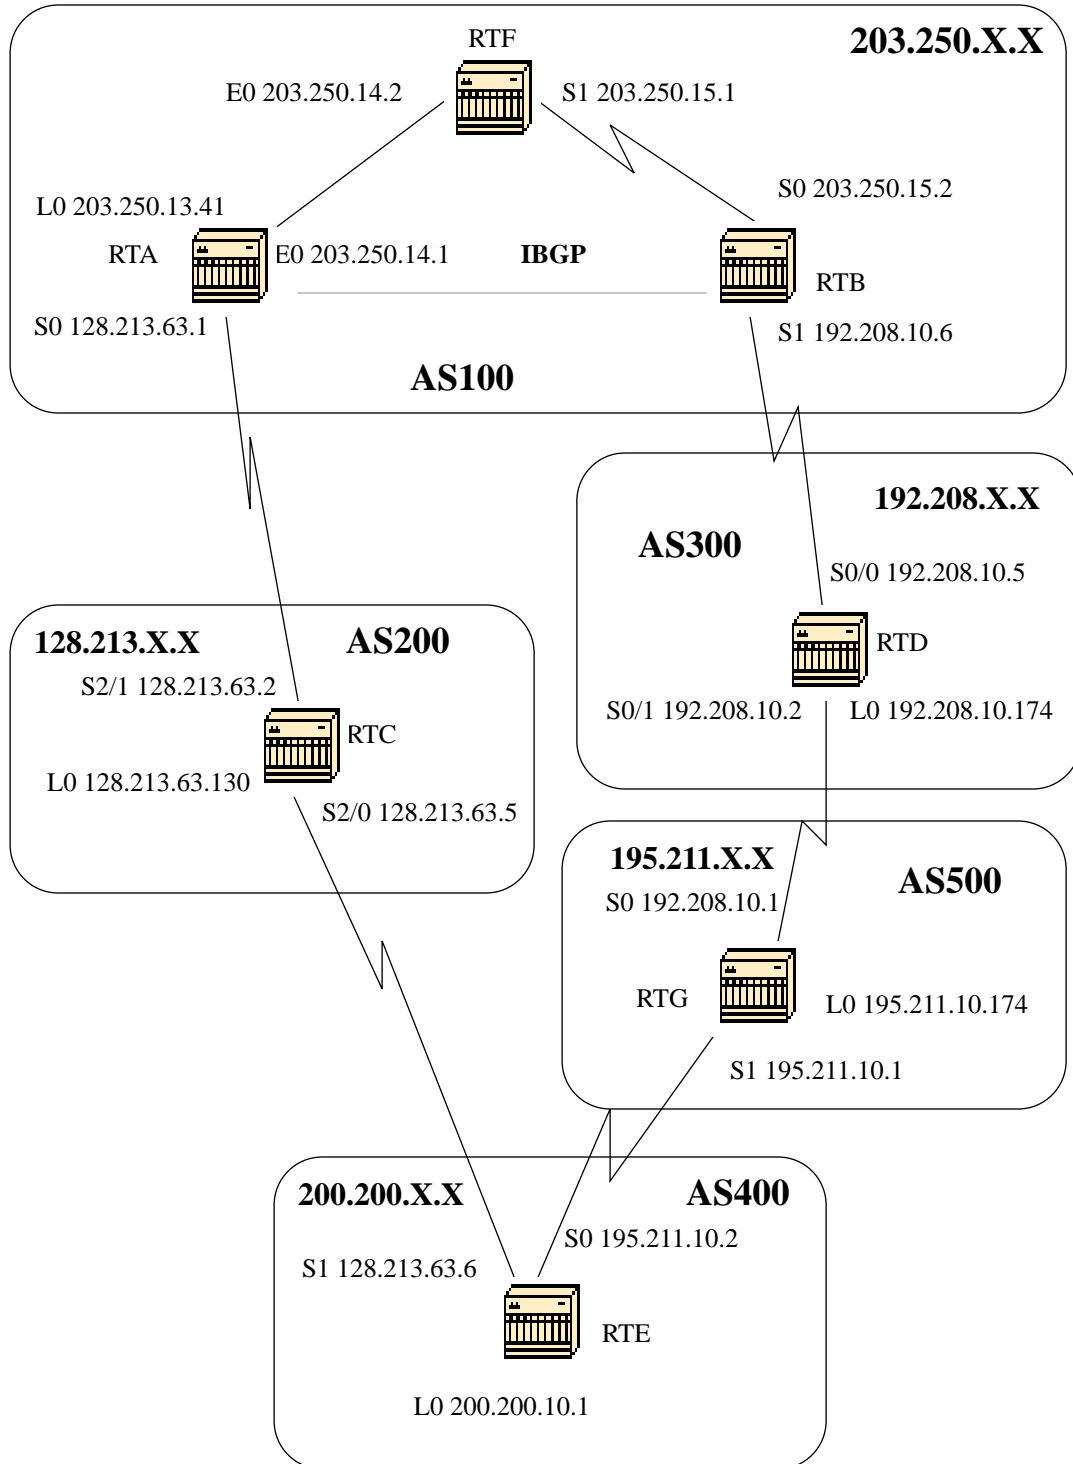 RTF
203.250.X.X
E0 203.250.14.2
S1 203.250.15.1
S0 203.250.15.2
L0 203.250.13.41
RTA
E0 203.250.14.1
IBGP
RTB
S0 128.213.63.1
S1 192.208.10.6
AS100
192.208.X.X
AS300
S0/0 192.208.10.5
128.213.X.X
AS200
RTD
S2/1 128.213.63.2
S0/1 192.208.10.2
L0 192.208.10.174
RTC
L0 128.213.63.130
S2/0 128.213.63.5
195.211.X.X
AS500
S0 192.208.10.1
RTG
L0 195.211.10.174
S1 195.211.10.1
200.200.X.X
AS400
S0 195.211.10.2
S1 128.213.63.6
RTE
L0 200.200.10.1